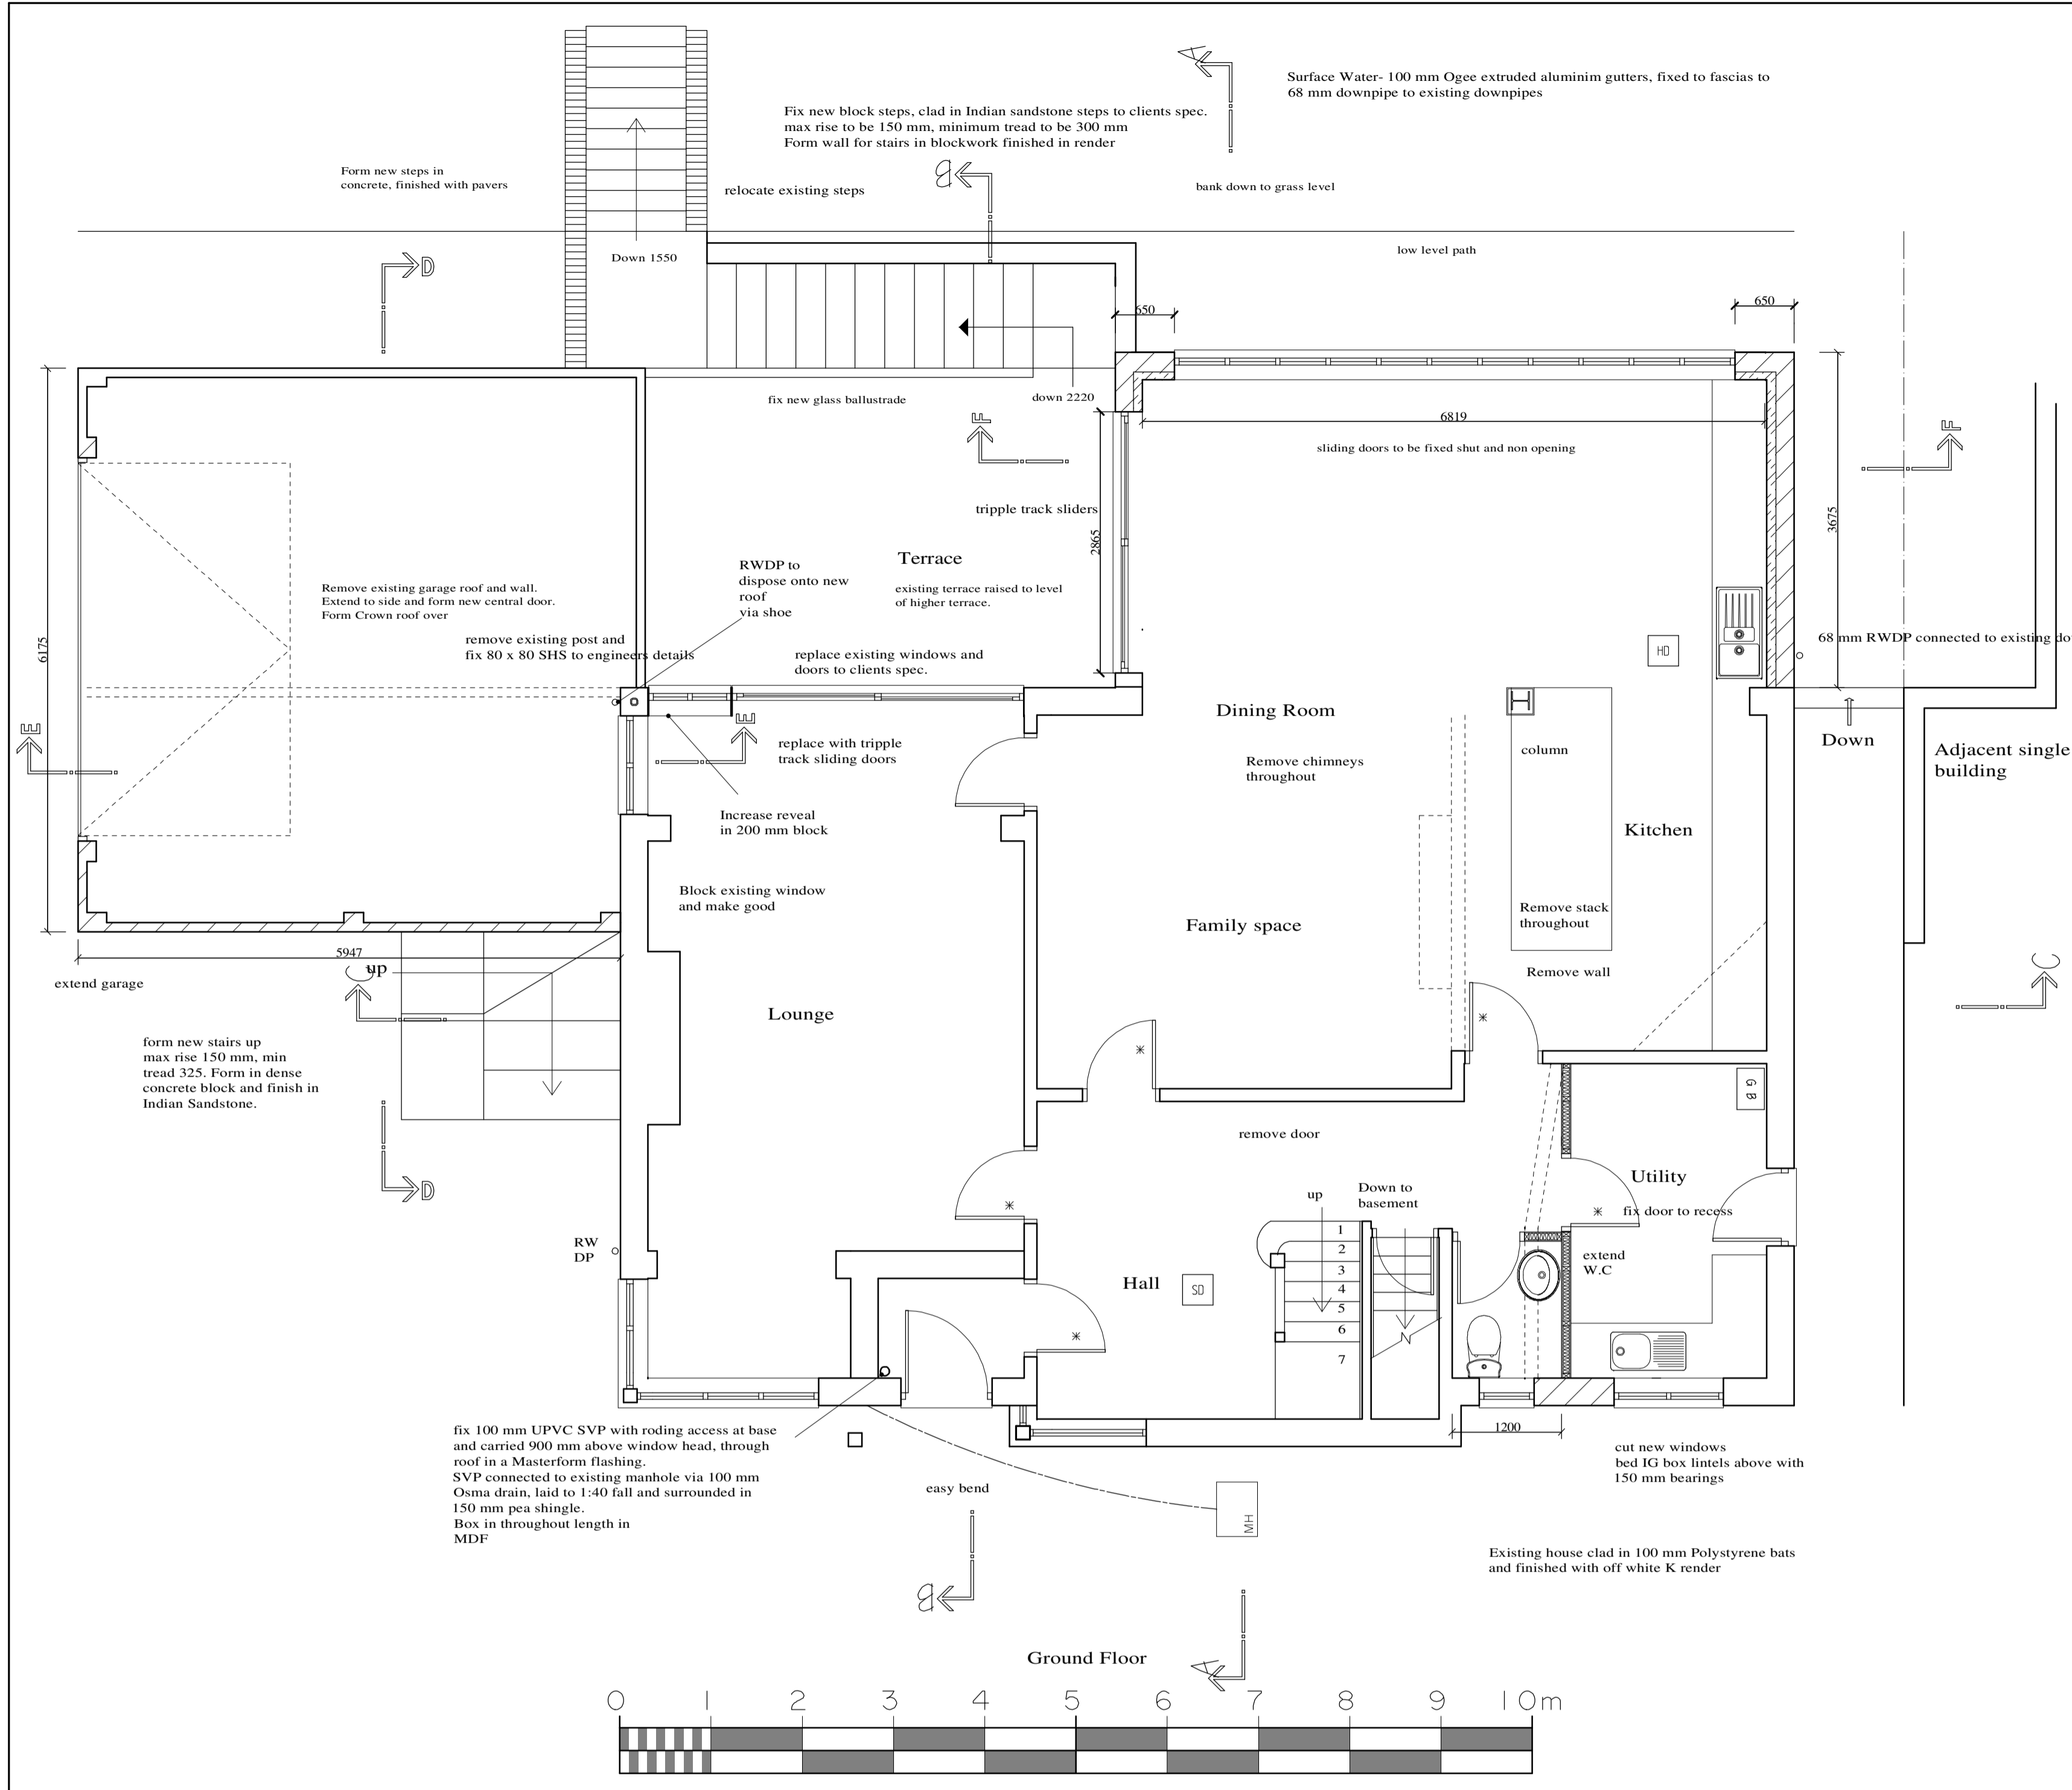 Surface Water- 100 mm Ogee extruded aluminim gutters, fixed to fascias to
68 mm downpipe to existing downpipes
Fix new block steps, clad in Indian sandstone steps to clients spec.
max rise to be 150 mm, minimum tread to be 300 mm
Form wall for stairs in blockwork finished in render
A
B
Form new steps in
concrete, finished with pavers
relocate existing steps
bank down to grass level
low level path
Down 1550
D
650
650
fix new glass ballustrade
down 2220
F
F
6819
sliding doors to be fixed shut and non opening
tripple track sliders
2865
3675
Terrace
existing terrace raised to level
of higher terrace.
RWDP to
dispose onto new
roof
via shoe
Remove existing garage roof and wall.
Extend to side and form new central door.
Form Crown roof over
remove existing post and
fix 80 x 80 SHS to engineers details
replace existing windows and
doors to clients spec.
6175
HD
68 mm RWDP connected to existing do
E
E
replace with tripple
track sliding doors
Dining Room
H
column
Down
Adjacent single
building
Remove chimneys
throughout
Increase reveal
in 200 mm block
Kitchen
Block existing window
and make good
Family space
Remove stack
throughout
Remove wall
5947
extend garage
C
up
C
Lounge
form new stairs up
max rise 150 mm, min
tread 325. Form in dense
concrete block and finish in
Indian Sandstone.
GB
remove door
D
Utility
fix door to recess
up
Down to
basement
RW
DP
1
2
3
4
5
6
7
Hall
SD
extend
W.C
N
fix 100 mm UPVC SVP with roding access at base
and carried 900 mm above window head, through
roof in a Masterform flashing.
SVP connected to existing manhole via 100 mm
Osma drain, laid to 1:40 fall and surrounded in
150 mm pea shingle.
Box in throughout length in
MDF
1200
cut new windows
bed IG box lintels above with
150 mm bearings
easy bend
MH
Existing house clad in 100 mm Polystyrene bats
and finished with off white K render
B
A
Ground Floor
0 1 2 3 4 5 6 7 8 9 10m